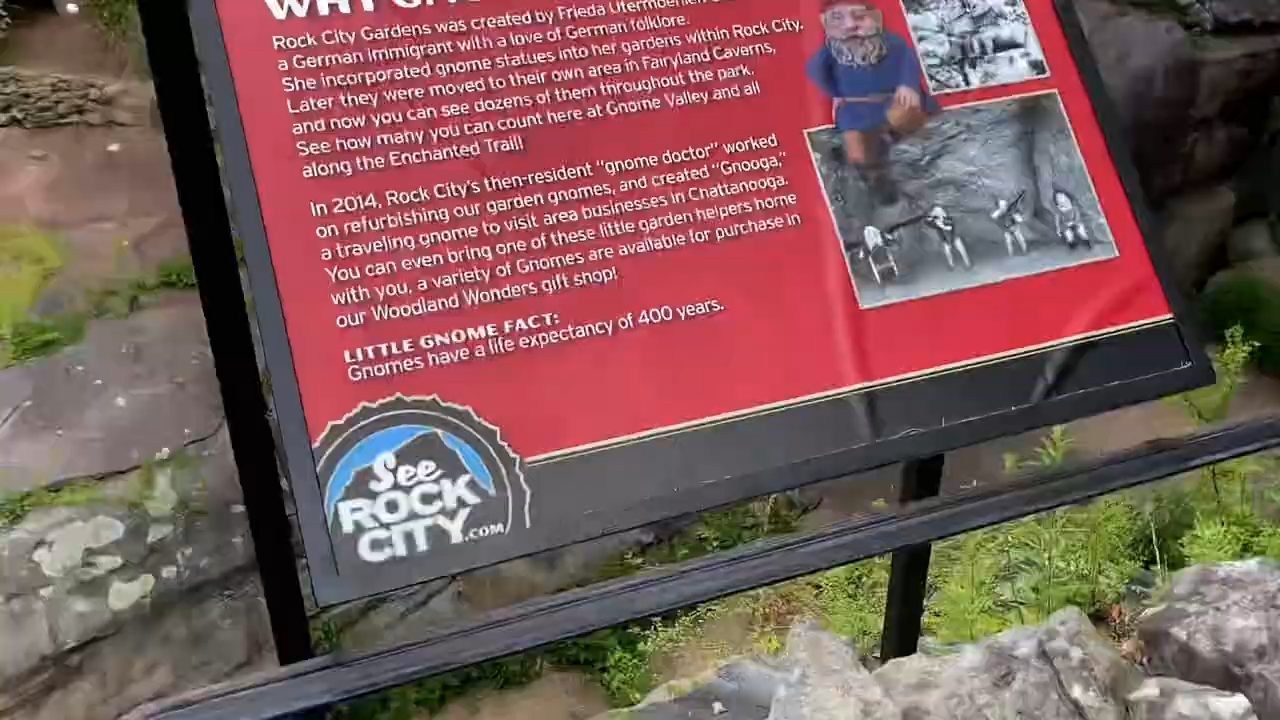 WHY
Rock City Gardens was created by Frieda Utermoehlen
a German immigrant with a love of German folklore.
She incorporated gnome statues into her gardens within Rock City.
Later they were moved to their own area in Fairyland Caverns,
and now you can see dozens of them throughout the park.
See how many you can count here at Gnome Valley and all
along the Enchanted Trail!
In 2014, Rock City's then-resident "gnome doctor" worked
on refurbishing our garden gnomes, and created "Gnooga,"
a traveling gnome to visit area businesses in Chattanooga.
You can even bring one of these little garden helpers home
with you, a variety of Gnomes are available for purchase in
our Woodland Wonders gift shop!
LITTLE GNOME FACT:
Gnomes have a life expectancy of 400 years.
See
ROCK
CITY.COM